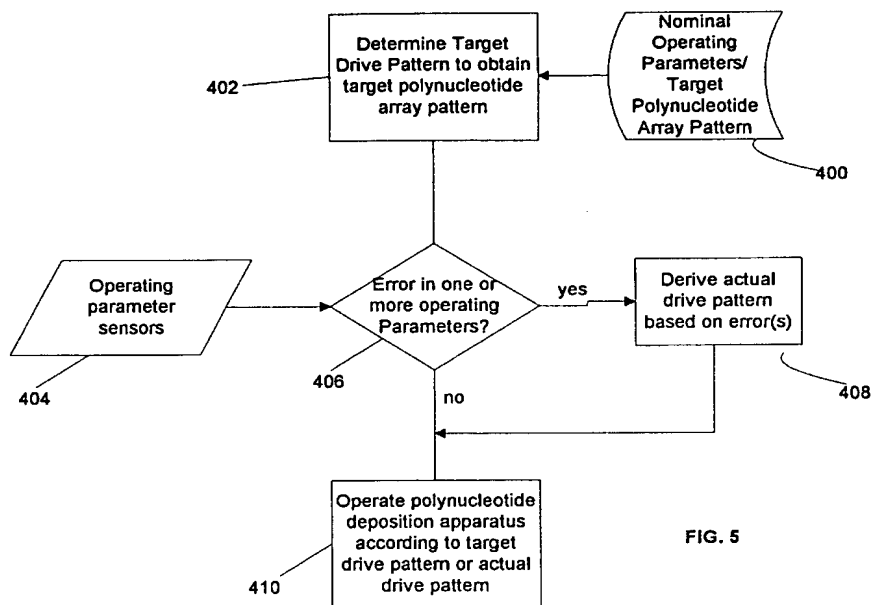 Determine Target
Drive Pattern to obtain
target polynucleotide
array pattern
402
Nominal
Operating
Parameters/
Target
Polynucleotide
Array Pattern
400
Operating
parameter
sensors
404
Error in one or
more operating
Parameters?
406
yes
no
Derive actual
drive pattern
based on error(s)
408
Operate polynucleotide
deposition apparatus
according to target
drive pattern or actual
drive pattern
410
FIG. 5